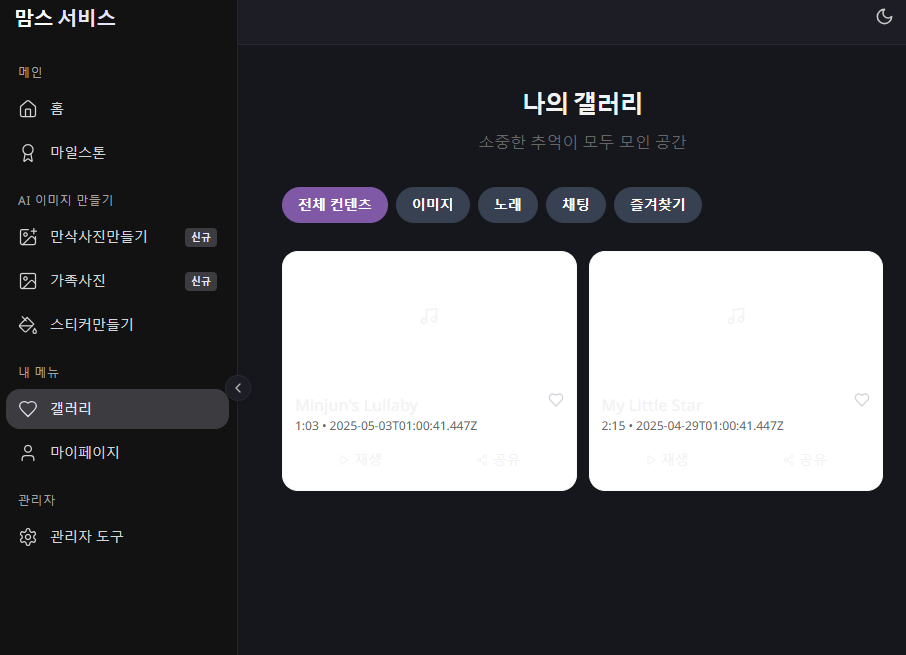 맘스 서비스
메인
홈
마일스톤
AI 이미지 만들기
만삭사진만들기 신규
가족사진 신규
스티커만들기
내 메뉴
갤러리
마이페이지
관리자
관리자 도구
나의 갤러리
소중한 추억이 모두 모인 공간
전체 컨텐츠 이미지 노래 채팅 즐겨찾기
Minjun's Lullaby
1:03 • 2025-05-03T01:00:41.447Z
재생 공유
My Little Star
2:15 • 2025-04-29T01:00:41.447Z
재생 공유